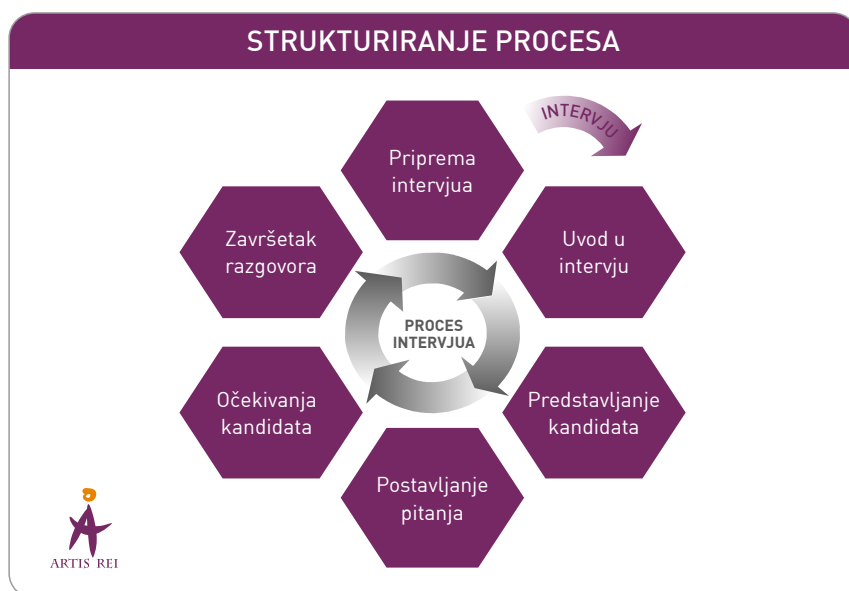 STRUKTURIRANJE PROCESA
INTERVJU
Priprema
intervjua
Uvod u
intervju
Predstavljanje
kandidata
Postavljanje
pitanja
Očekivanja
kandidata
Završetak
razgovora
PROCES
INTERVJUA
ARTIS REI